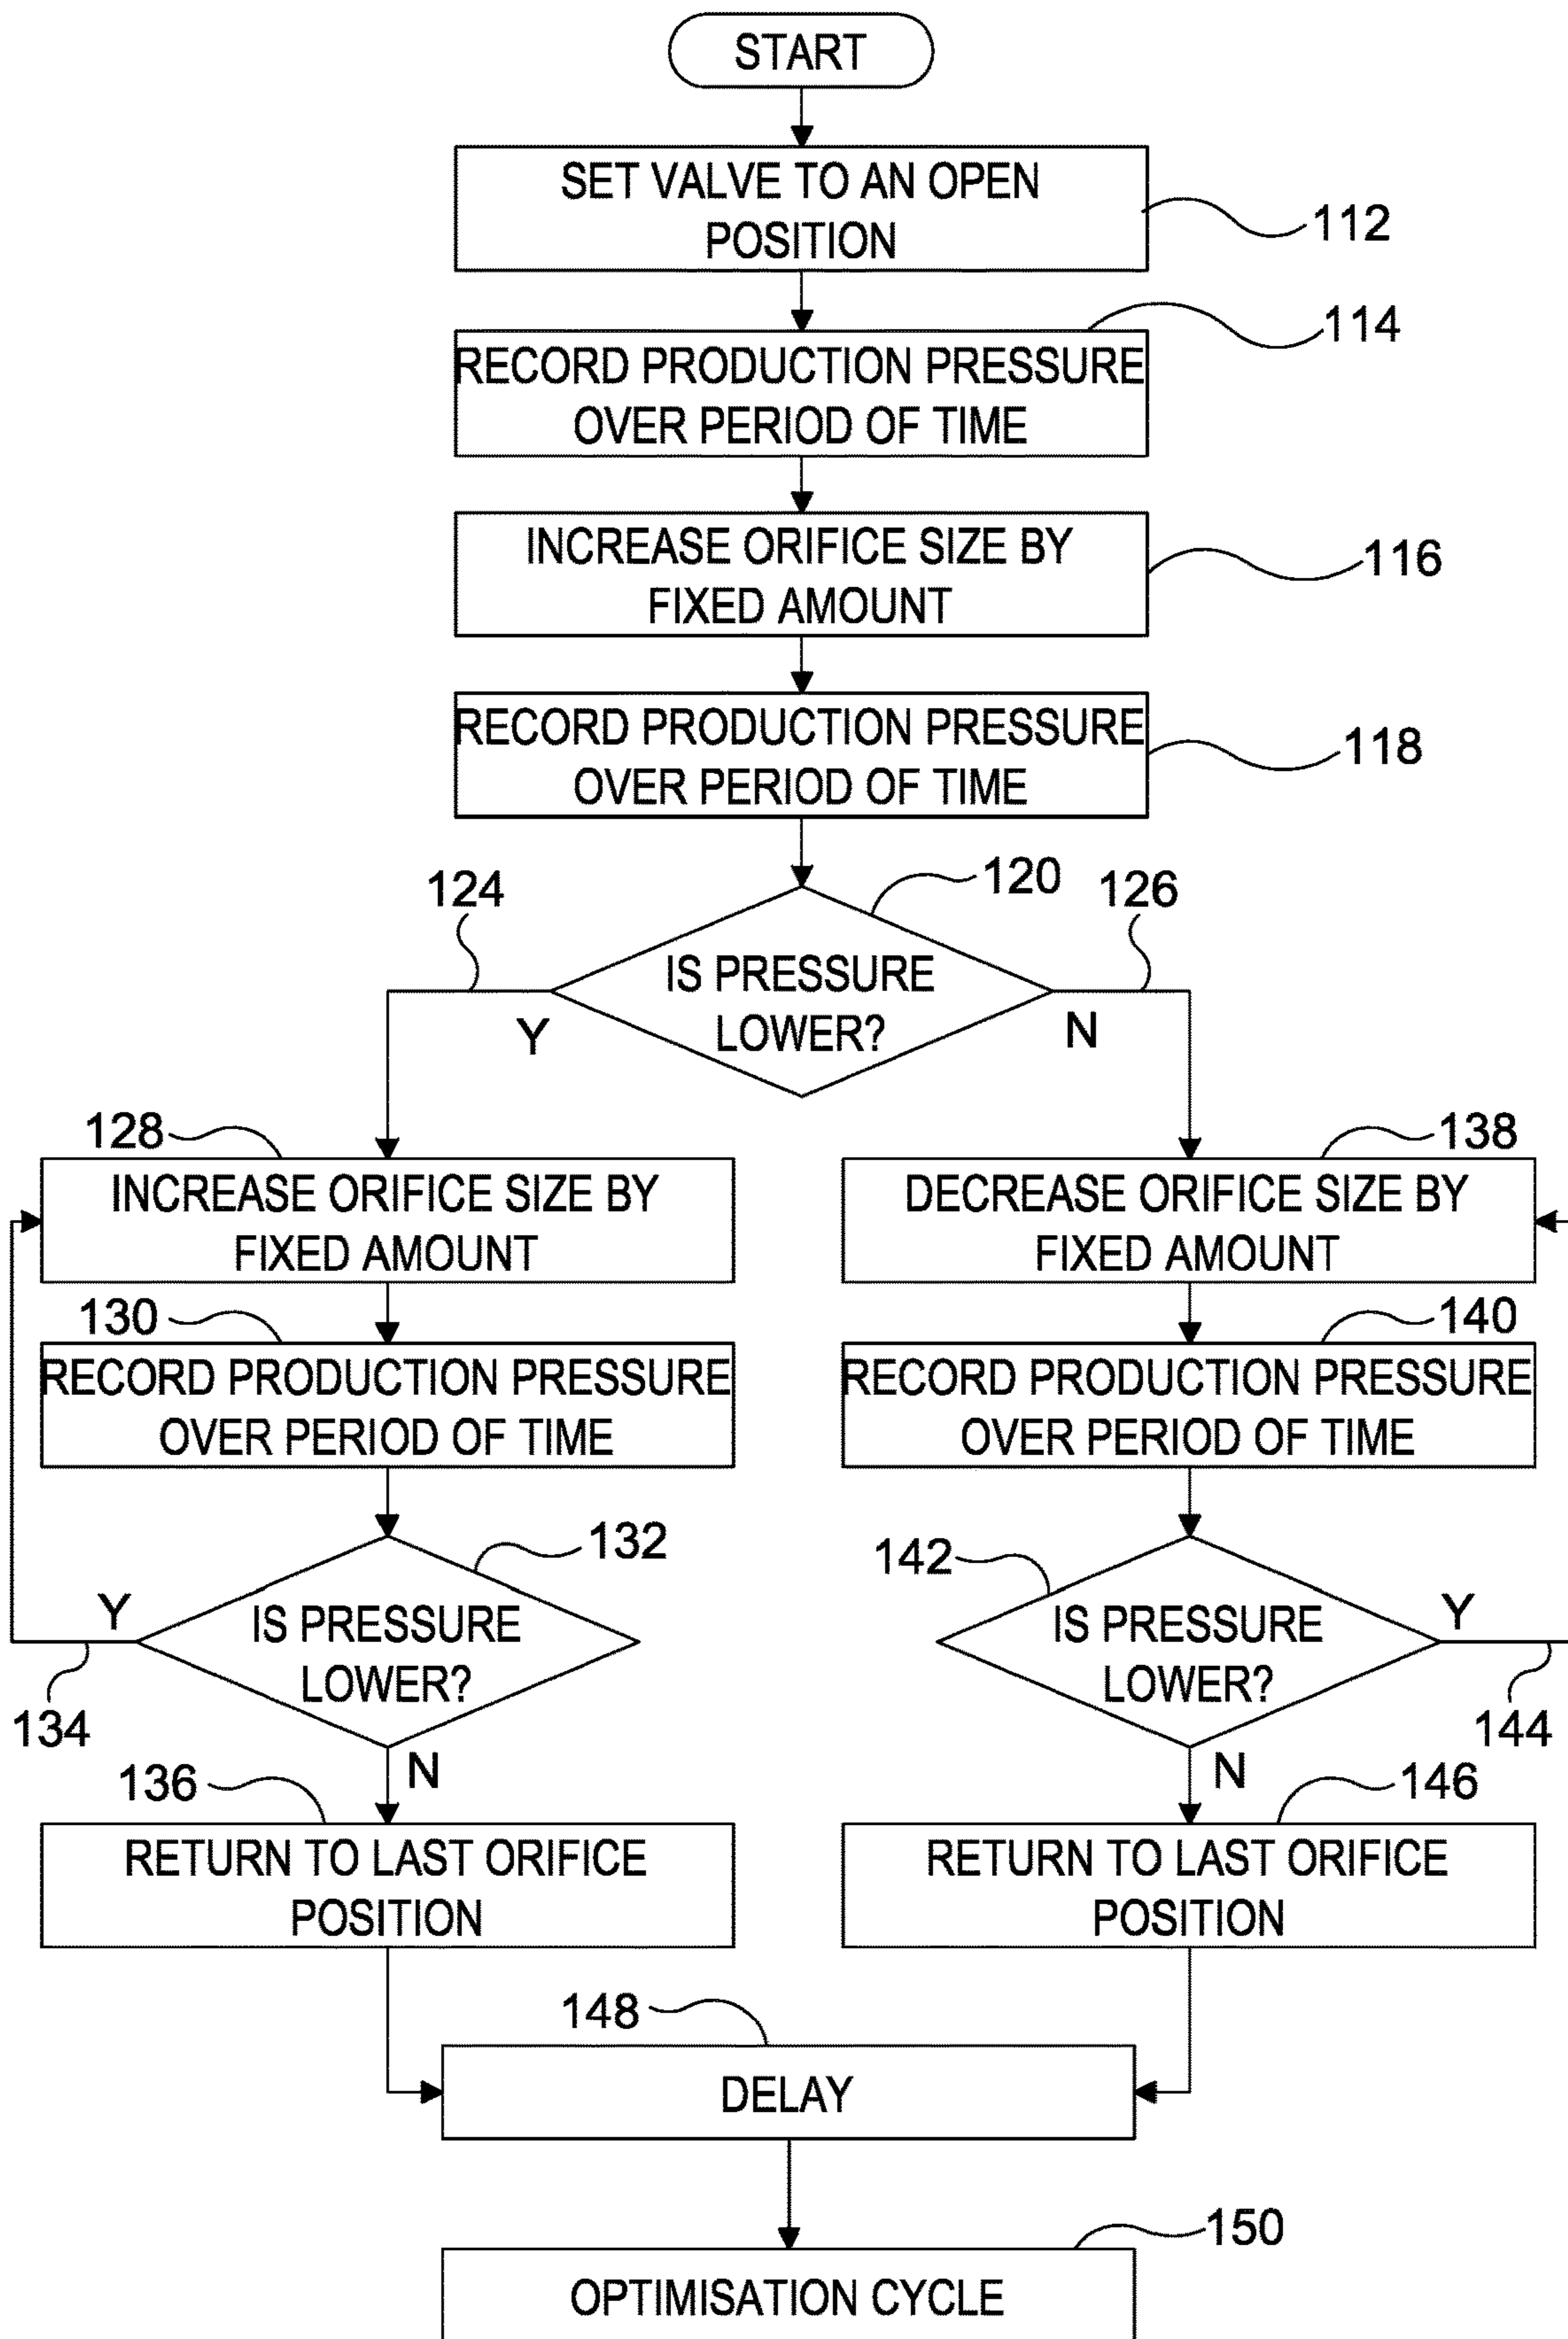 START
SET VALVE TO AN OPEN
POSITION
112
RECORD PRODUCTION PRESSURE
OVER PERIOD OF TIME
114
INCREASE ORIFICE SIZE BY
FIXED AMOUNT
116
RECORD PRODUCTION PRESSURE
OVER PERIOD OF TIME
118
124
120
126
IS PRESSURE
LOWER?
Y
N
128
INCREASE ORIFICE SIZE BY
FIXED AMOUNT
138
DECREASE ORIFICE SIZE BY
FIXED AMOUNT
130
RECORD PRODUCTION PRESSURE
OVER PERIOD OF TIME
140
RECORD PRODUCTION PRESSURE
OVER PERIOD OF TIME
132
Y
IS PRESSURE
LOWER?
134
N
142
IS PRESSURE
LOWER?
Y
144
N
136
RETURN TO LAST ORIFICE
POSITION
146
RETURN TO LAST ORIFICE
POSITION
148
DELAY
150
OPTIMISATION CYCLE